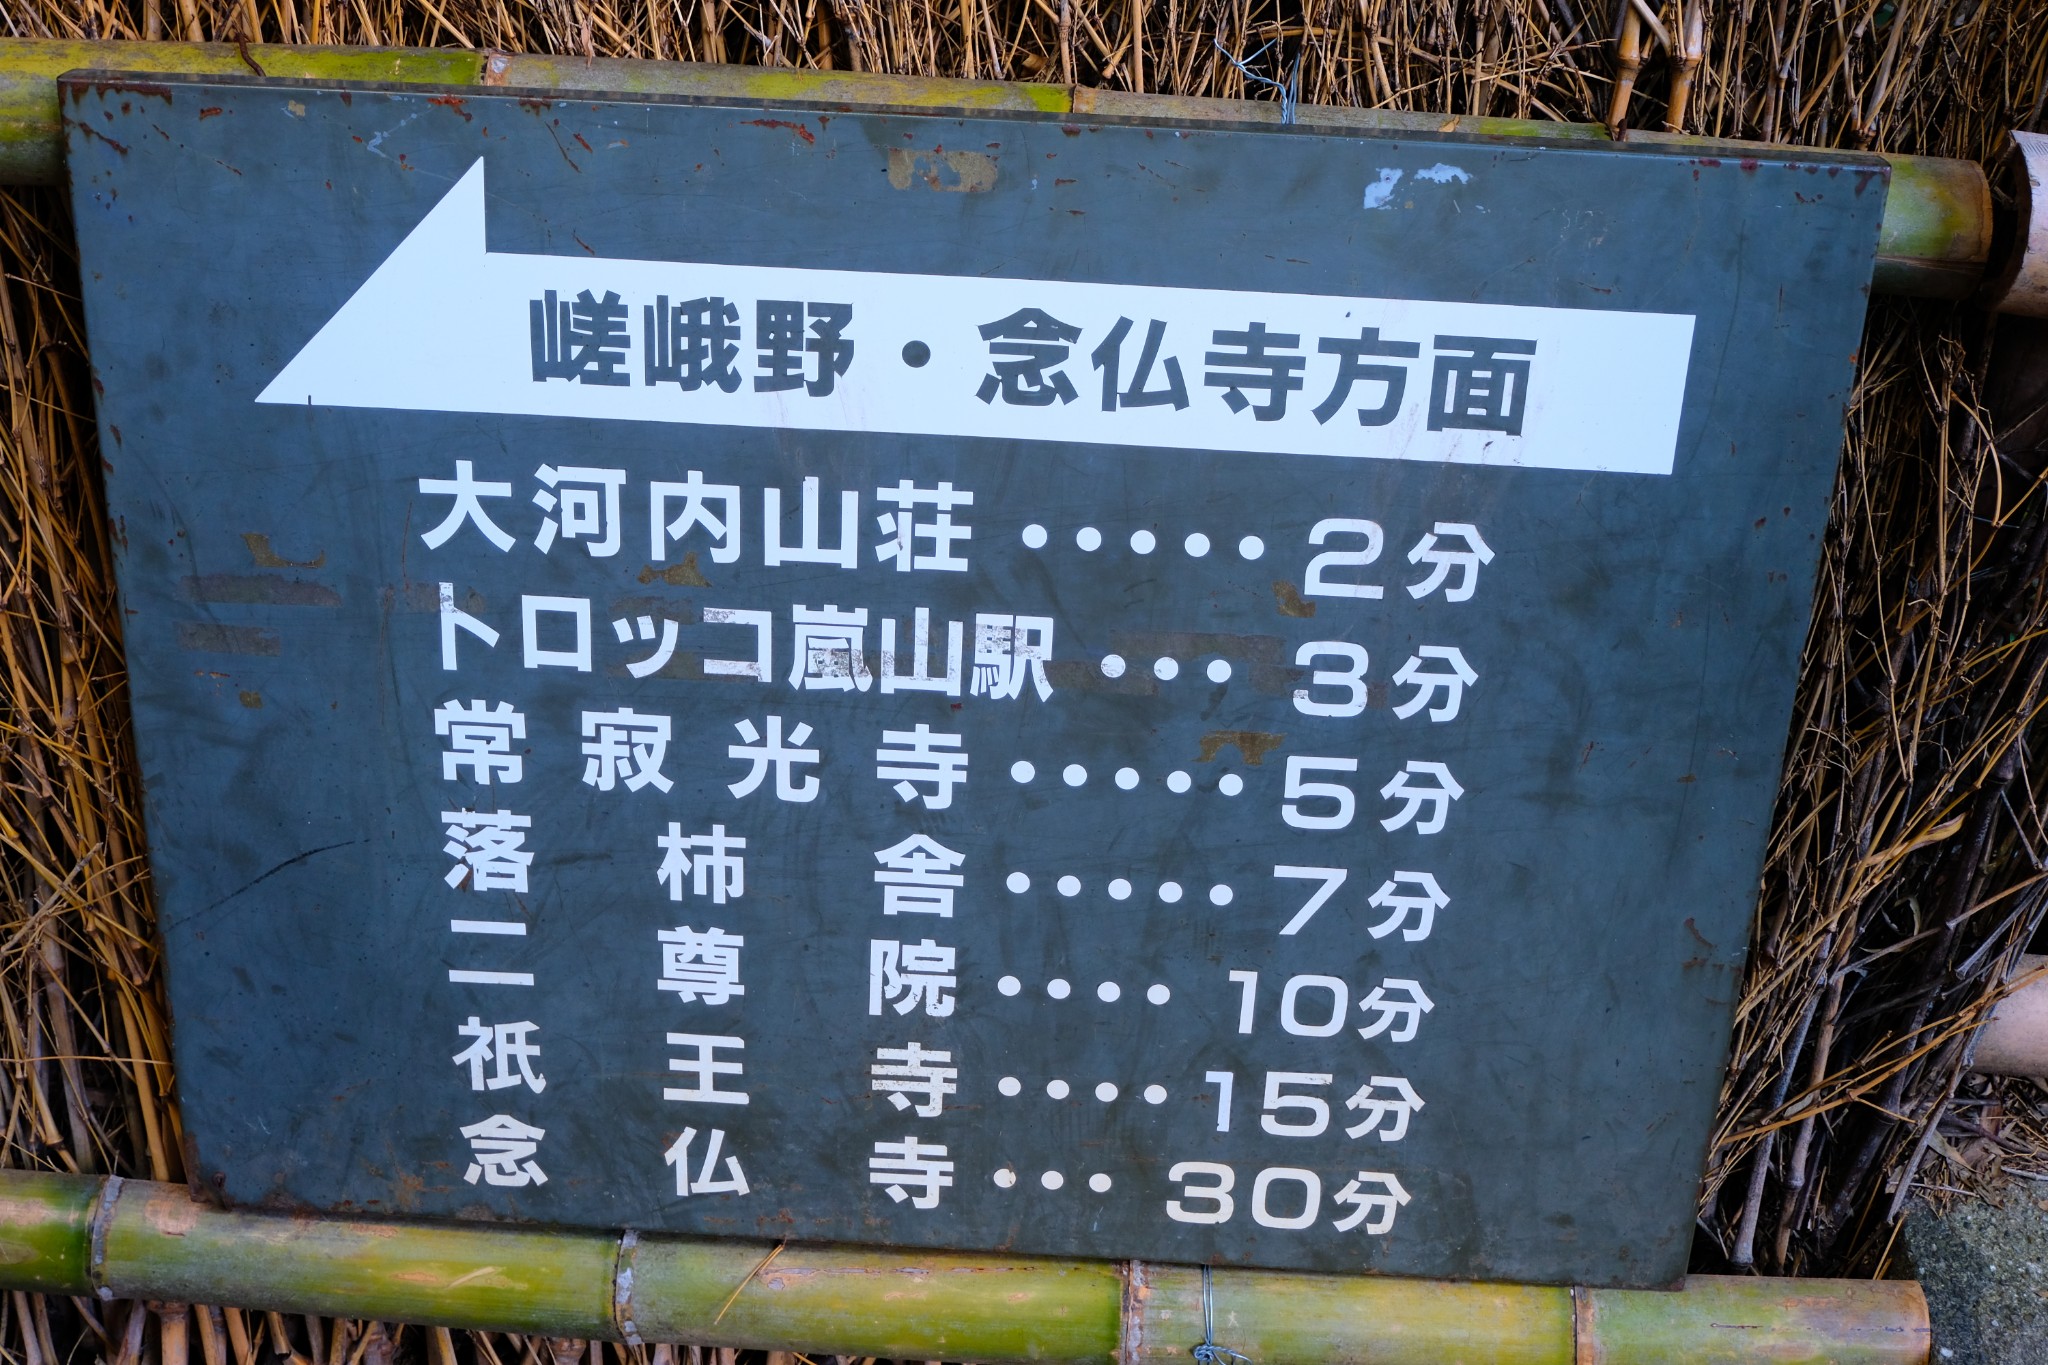 嵯峨野・念仏寺方面
大河内山荘・・・・・2分
トロッコ嵐山駅・・・3分
常寂光寺・・・・・5分
落柿舎・・・・・7分
二尊院・・・・10分
祇王寺・・・・15分
念仏寺・・・30分